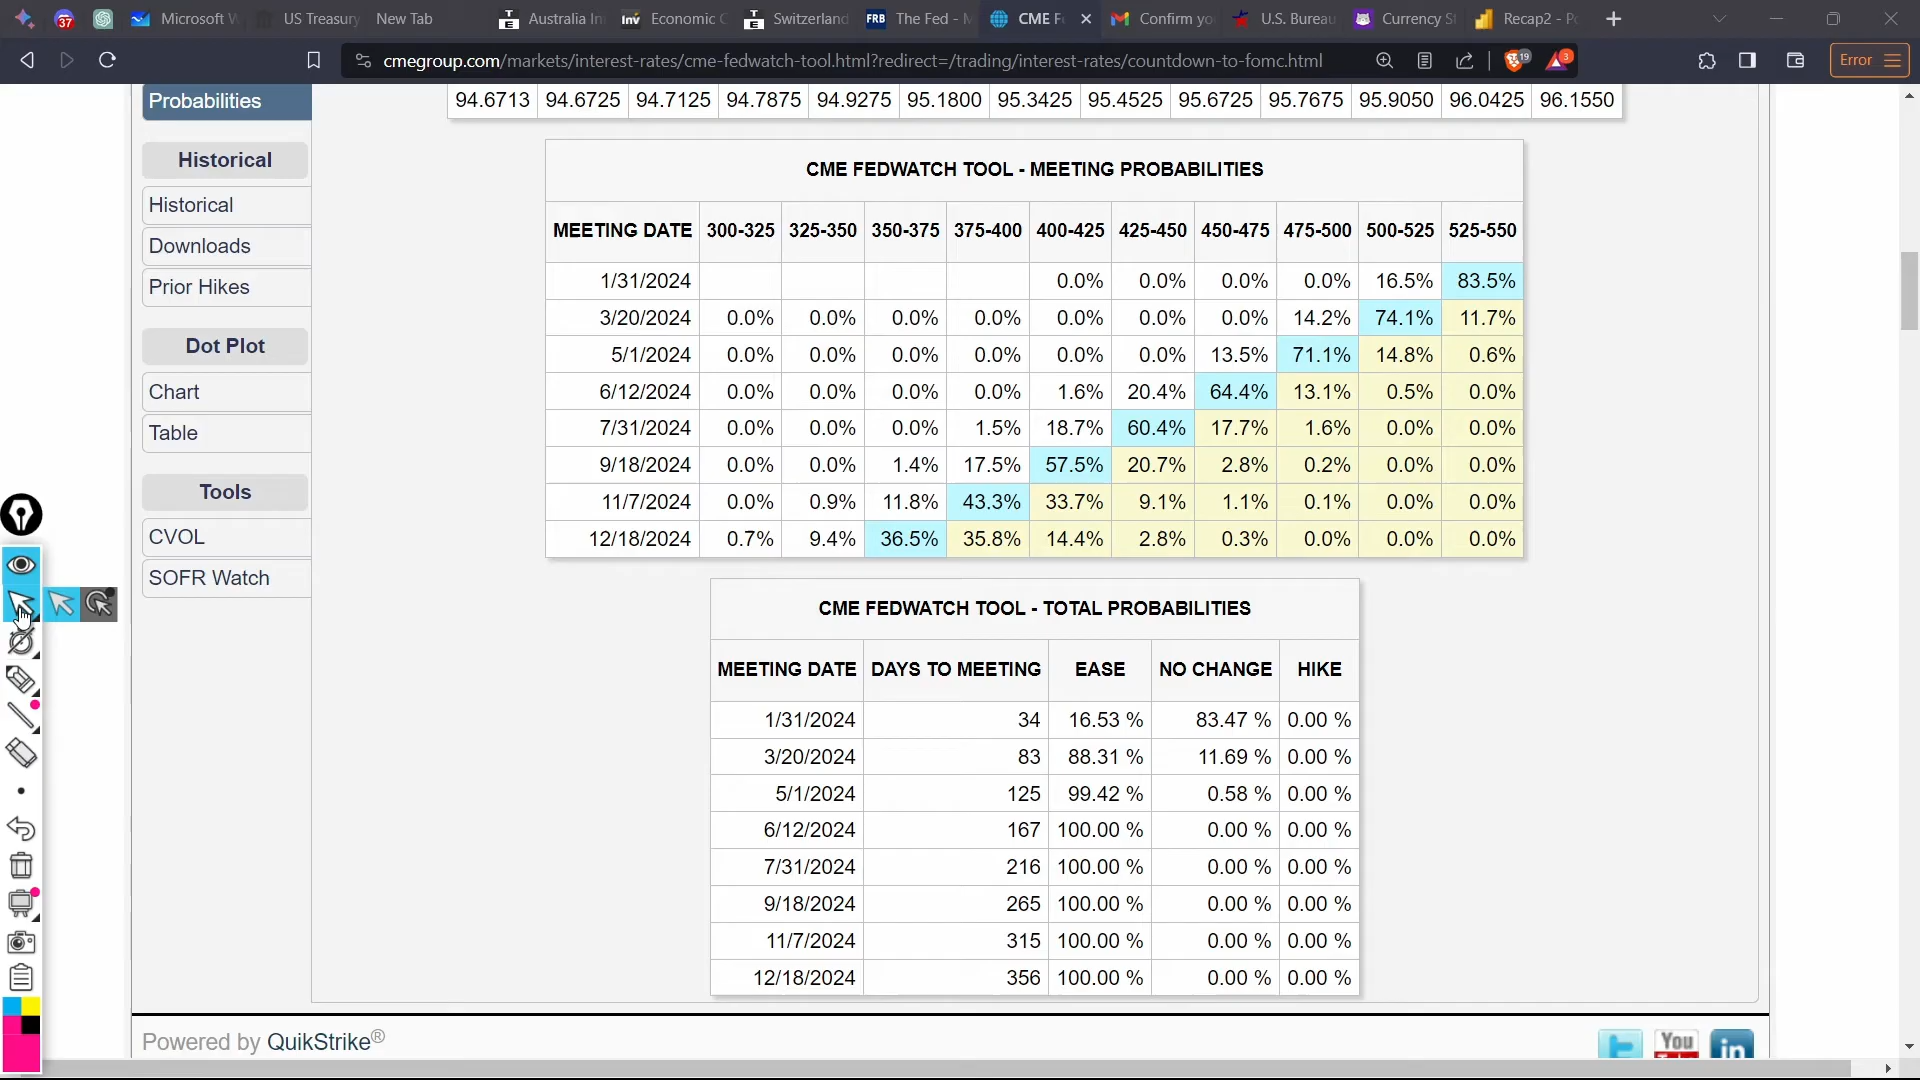 37 Microsoft W US Treasury New Tab TE Australia In Inv Economic C TE Switzerland FRB The Fed - M CME F Confirm yo U.S. Bureau Currency S Recap2 - P
cmegroup.com/markets/interest-rates/cme-fedwatch-tool.html?redirect=/trading/interest-rates/countdown-to-fomc.html 19 3 Error
Probabilities
Historical
Historical
Downloads
Prior Hikes
Dot Plot
Chart
Table
Tools
CVOL
SOFR Watch
94.6713 94.6725 94.7125 94.7875 94.9275 95.1800 95.3425 95.4525 95.6725 95.7675 95.9050 96.0425 96.1550
CME FEDWATCH TOOL - MEETING PROBABILITIES
MEETING DATE 300-325 325-350 350-375 375-400 400-425 425-450 450-475 475-500 500-525 525-550
1/31/2024 0.0% 0.0% 0.0% 0.0% 16.5% 83.5%
3/20/2024 0.0% 0.0% 0.0% 0.0% 0.0% 0.0% 0.0% 14.2% 74.1% 11.7%
5/1/2024 0.0% 0.0% 0.0% 0.0% 0.0% 0.0% 13.5% 71.1% 14.8% 0.6%
6/12/2024 0.0% 0.0% 0.0% 0.0% 1.6% 20.4% 64.4% 13.1% 0.5% 0.0%
7/31/2024 0.0% 0.0% 0.0% 1.5% 18.7% 60.4% 17.7% 1.6% 0.0% 0.0%
9/18/2024 0.0% 0.0% 1.4% 17.5% 57.5% 20.7% 2.8% 0.2% 0.0% 0.0%
11/7/2024 0.0% 0.9% 11.8% 43.3% 33.7% 9.1% 1.1% 0.1% 0.0% 0.0%
12/18/2024 0.7% 9.4% 36.5% 35.8% 14.4% 2.8% 0.3% 0.0% 0.0% 0.0%
CME FEDWATCH TOOL - TOTAL PROBABILITIES
MEETING DATE DAYS TO MEETING EASE NO CHANGE HIKE
1/31/2024 34 16.53 % 83.47 % 0.00 %
3/20/2024 83 88.31 % 11.69 % 0.00 %
5/1/2024 125 99.42 % 0.58 % 0.00 %
6/12/2024 167 100.00 % 0.00 % 0.00 %
7/31/2024 216 100.00 % 0.00 % 0.00 %
9/18/2024 265 100.00 % 0.00 % 0.00 %
11/7/2024 315 100.00 % 0.00 % 0.00 %
12/18/2024 356 100.00 % 0.00 % 0.00 %
Powered by QuikStrike®
You
in